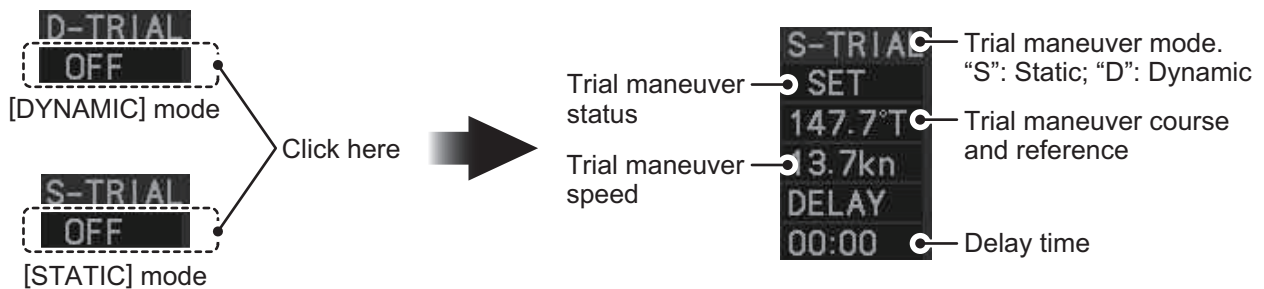 D-TRIAL
OFF
[DYNAMIC] mode
S-TRIAL
OFF
[STATIC] mode
Click here
Trial maneuver
status
Trial maneuver
speed
S-TRIAL
SET
147.7°T
13.7kn
DELAY
00:00
Trial maneuver mode.
“S”: Static; “D”: Dynamic
Trial maneuver course
and reference
Delay time